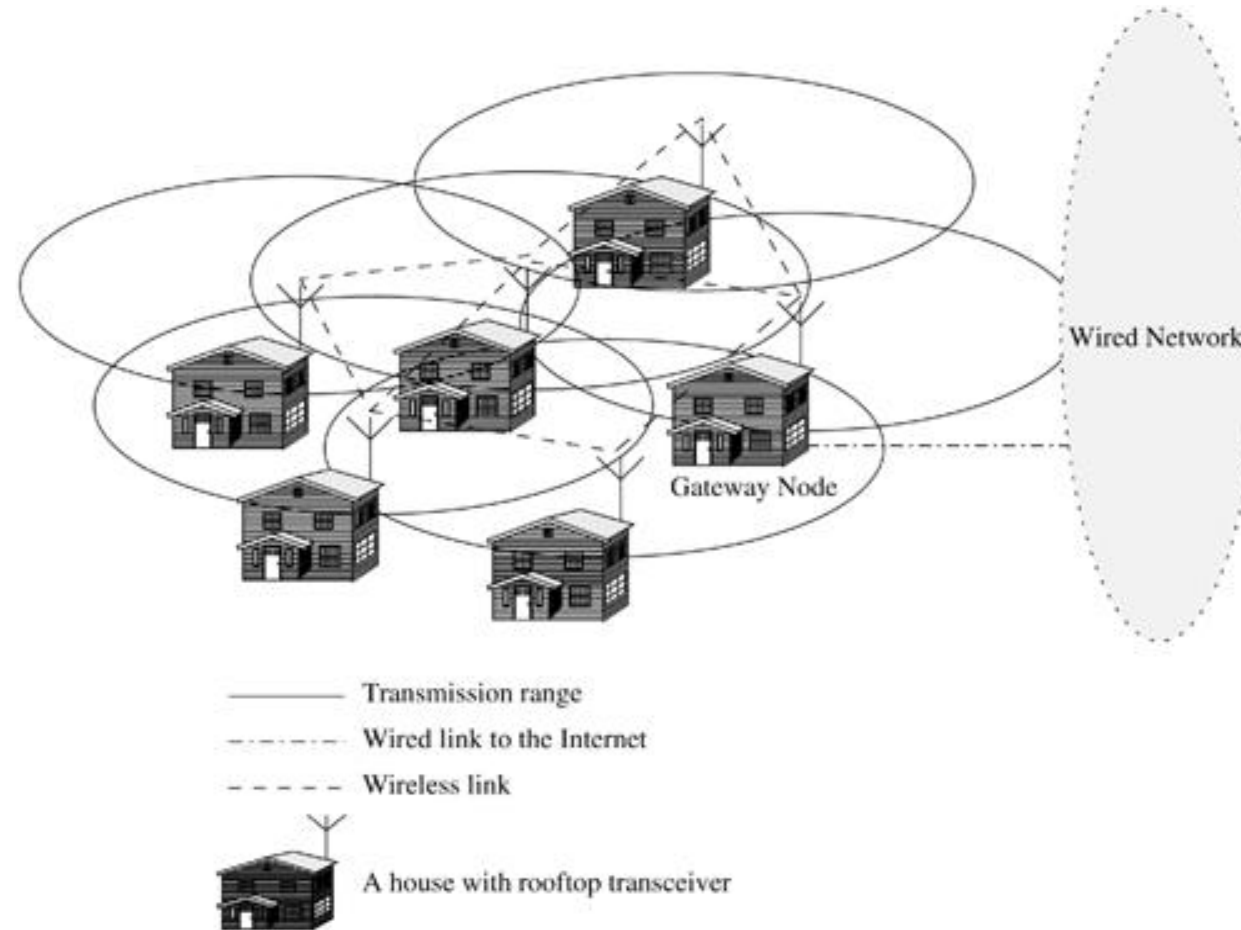 Wired Network
Gateway Node
Transmission range
Wired link to the Internet
Wireless link
A house with rooftop transceiver